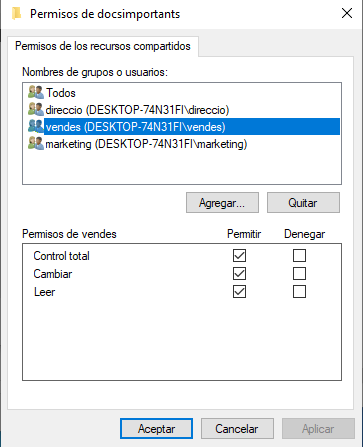 Permisos de docsimportants
Permisos de los recursos compartidos
Nombres de grupos o usuarios:
Todos
direccio (DESKTOP-74N31FI\direccio)
vendes (DESKTOP-74N31FI\vendes)
marketing (DESKTOP-74N31FI\marketing)
Agregar... Quitar
Permisos de vendes Permitir Denegar
Control total
Cambiar
Leer
Aceptar Cancelar Aplicar